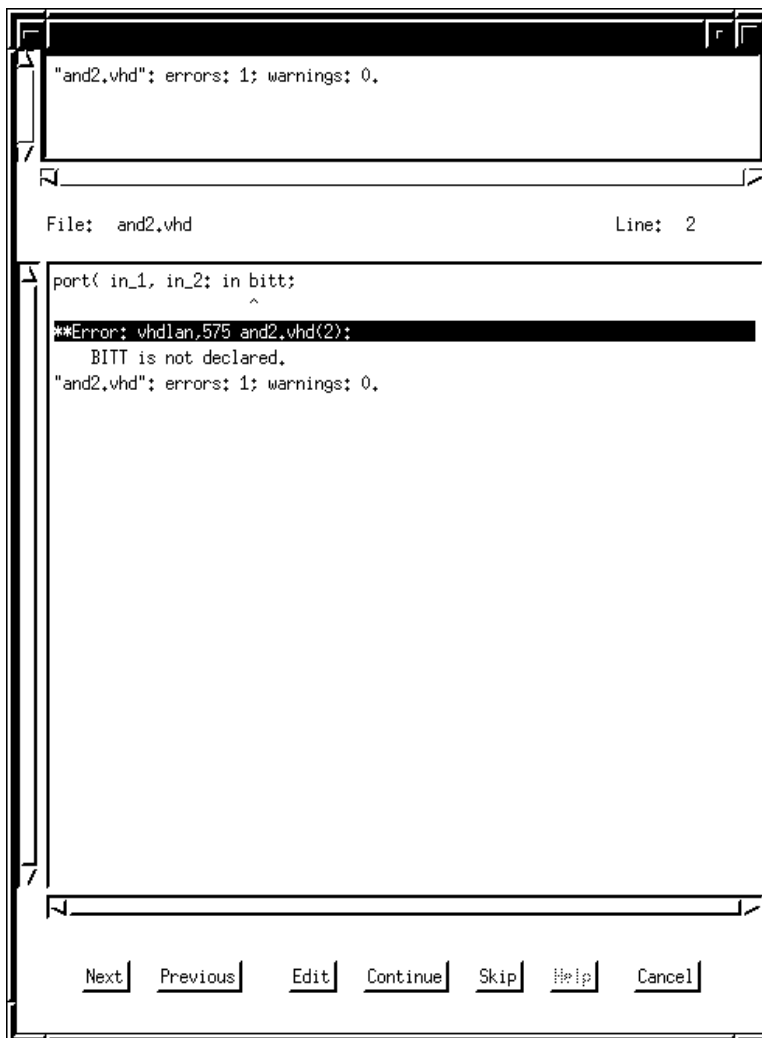 "and2.vhd": errors: 1; warnings: 0.
File: and2.vhd Line: 2
port( in_1, in_2: in bitt;
^
**Error: vhdlan,575 and2.vhd(2):
BITT is not declared.
"and2.vhd": errors: 1; warnings: 0.
Next Previous Edit Continue Skip Help Cancel